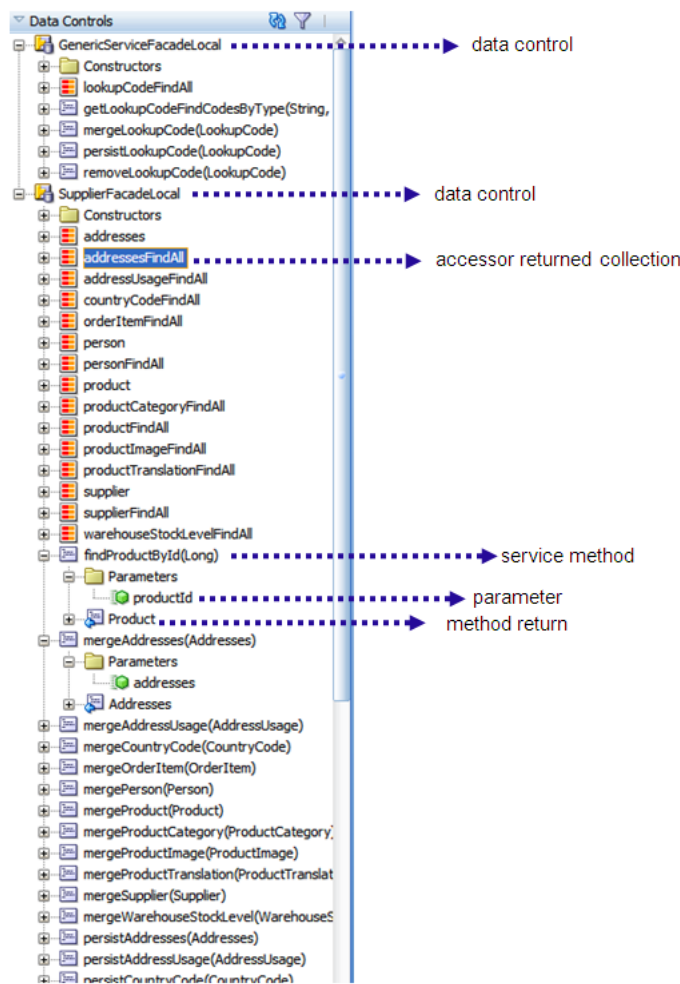 Data Controls
GenericServiceFacadeLocal data control
Constructors
lookupCodeFindAll
getLookupCodeFindCodesByType(String,
mergeLookupCode(LookupCode)
persistLookupCode(LookupCode)
removeLookupCode(LookupCode)
SupplierFacadeLocal data control
Constructors
addresses
addressesFindAll accessor returned collection
addressUsageFindAll
countryCodeFindAll
orderItemFindAll
person
personFindAll
product
productCategoryFindAll
productFindAll
productImageFindAll
productTranslationFindAll
supplier
supplierFindAll
warehouseStockLevelFindAll
findProductById(Long) service method
Parameters
productId parameter
Product method return
mergeAddresses(Addresses)
Parameters
addresses
Addresses
mergeAddressUsage(AddressUsage)
mergeCountryCode(CountryCode)
mergeOrderItem(OrderItem)
mergePerson(Person)
mergeProduct(Product)
mergeProductCategory(ProductCategory)
mergeProductImage(ProductImage)
mergeProductTranslation(ProductTranslat
mergeSupplier(Supplier)
mergeWarehouseStockLevel(WarehouseS
persistAddresses(Addresses)
persistAddressUsage(AddressUsage)
persistCountryCode(CountryCode)